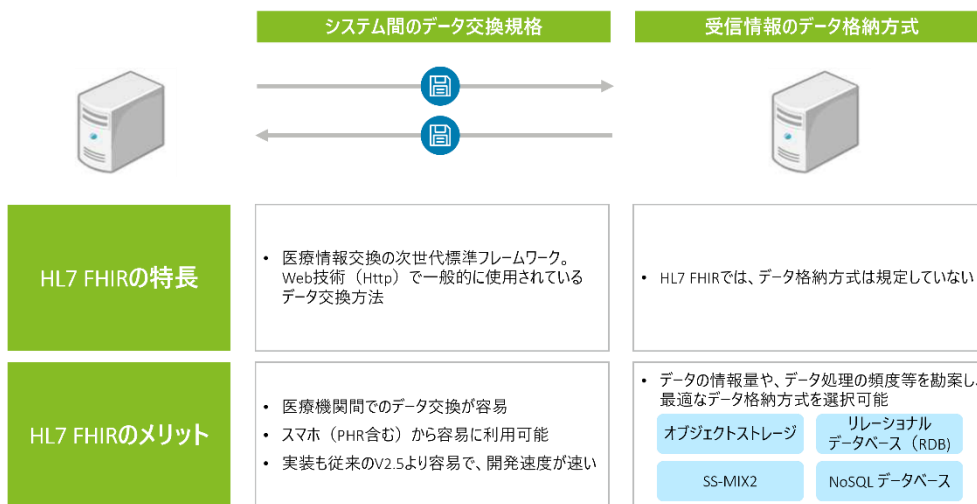 システム間のデータ交換規格
受信情報のデータ格納方式
HL7 FHIRの特長
• 医療情報交換の次世代標準フレームワーク。
Web技術（Http）で一般的に使用されている
データ交換方法
• HL7 FHIRでは、データ格納方式は規定していない
HL7 FHIRのメリット
• 医療機関間でのデータ交換が容易
• スマホ（PHR含む）から容易に利用可能
• 実装も従来のV2.5より容易で、開発速度が速い
• データの情報量や、データ処理の頻度等を勘案し、
最適なデータ格納方式を選択可能
オブジェクトストレージ
リレーショナル
データベース（RDB)
SS-MIX2
NoSQL データベース